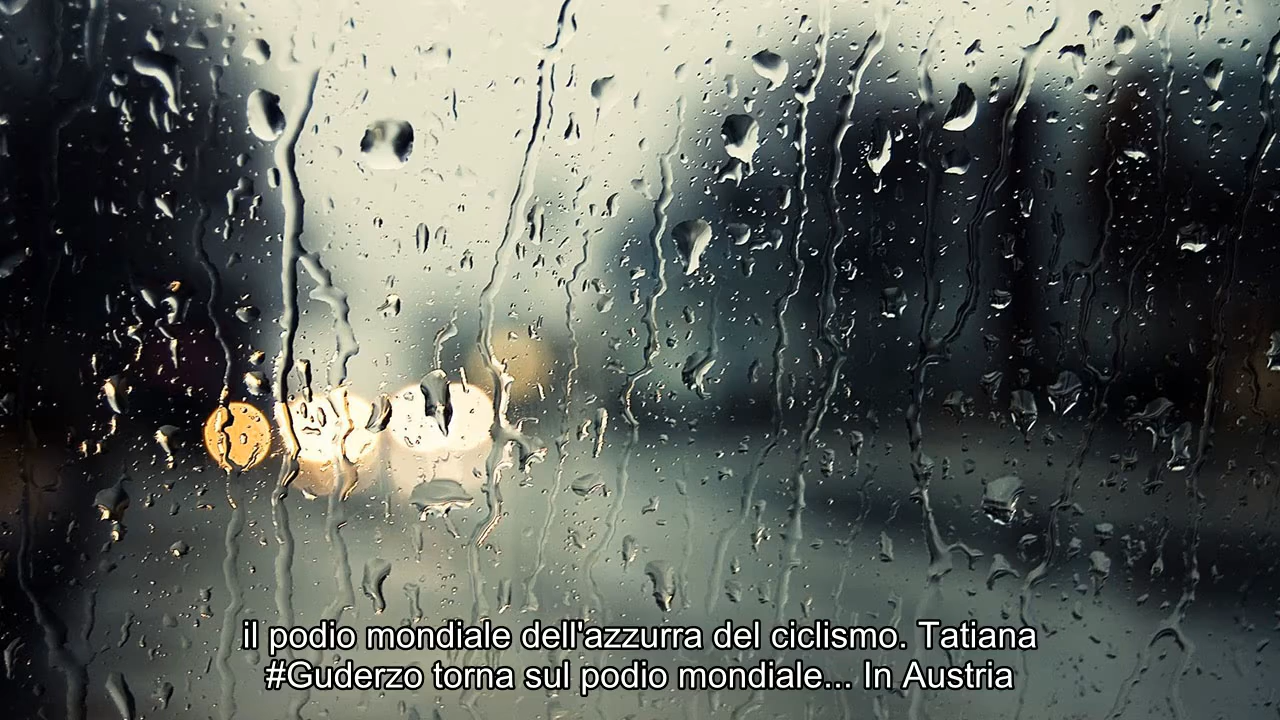 il podio mondiale dell'azzurra del ciclismo. Tatiana
#Guderzo torna sul podio mondiale... In Austria